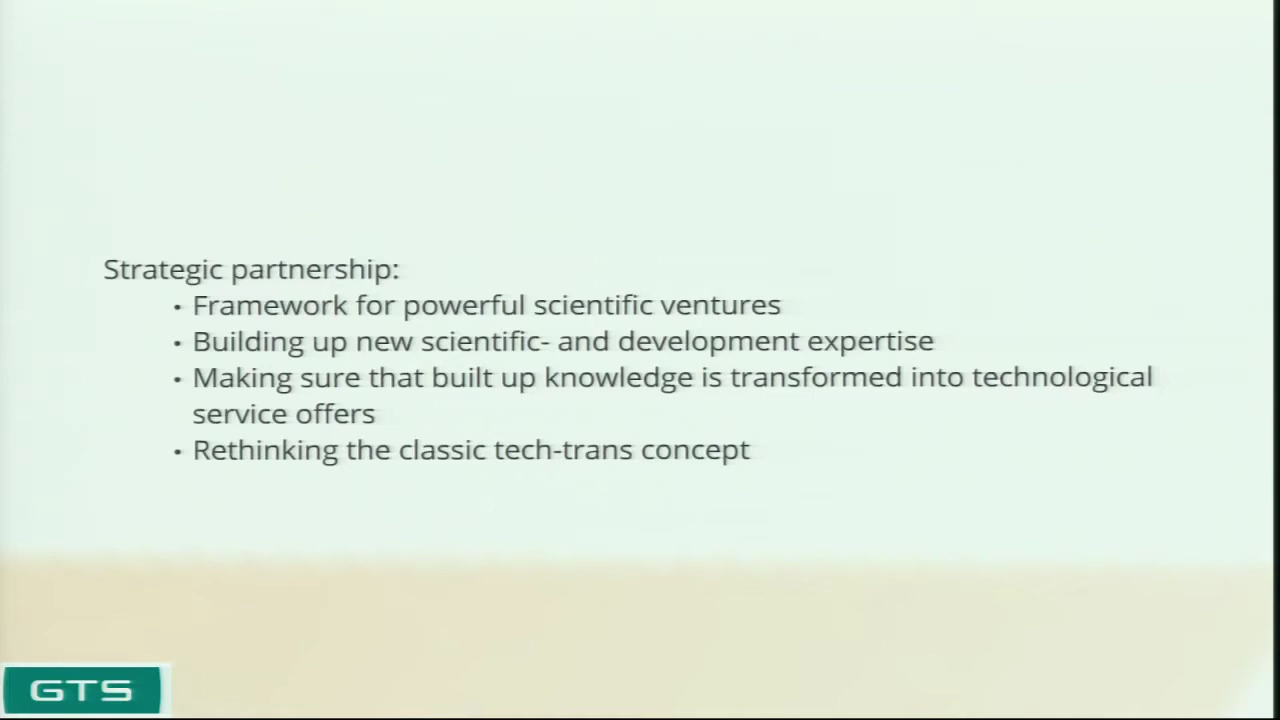 Strategic partnership:
• Framework for powerful scientific ventures
• Building up new scientific- and development expertise
• Making sure that built up knowledge is transformed into technological
service offers
• Rethinking the classic tech-trans concept
GTS